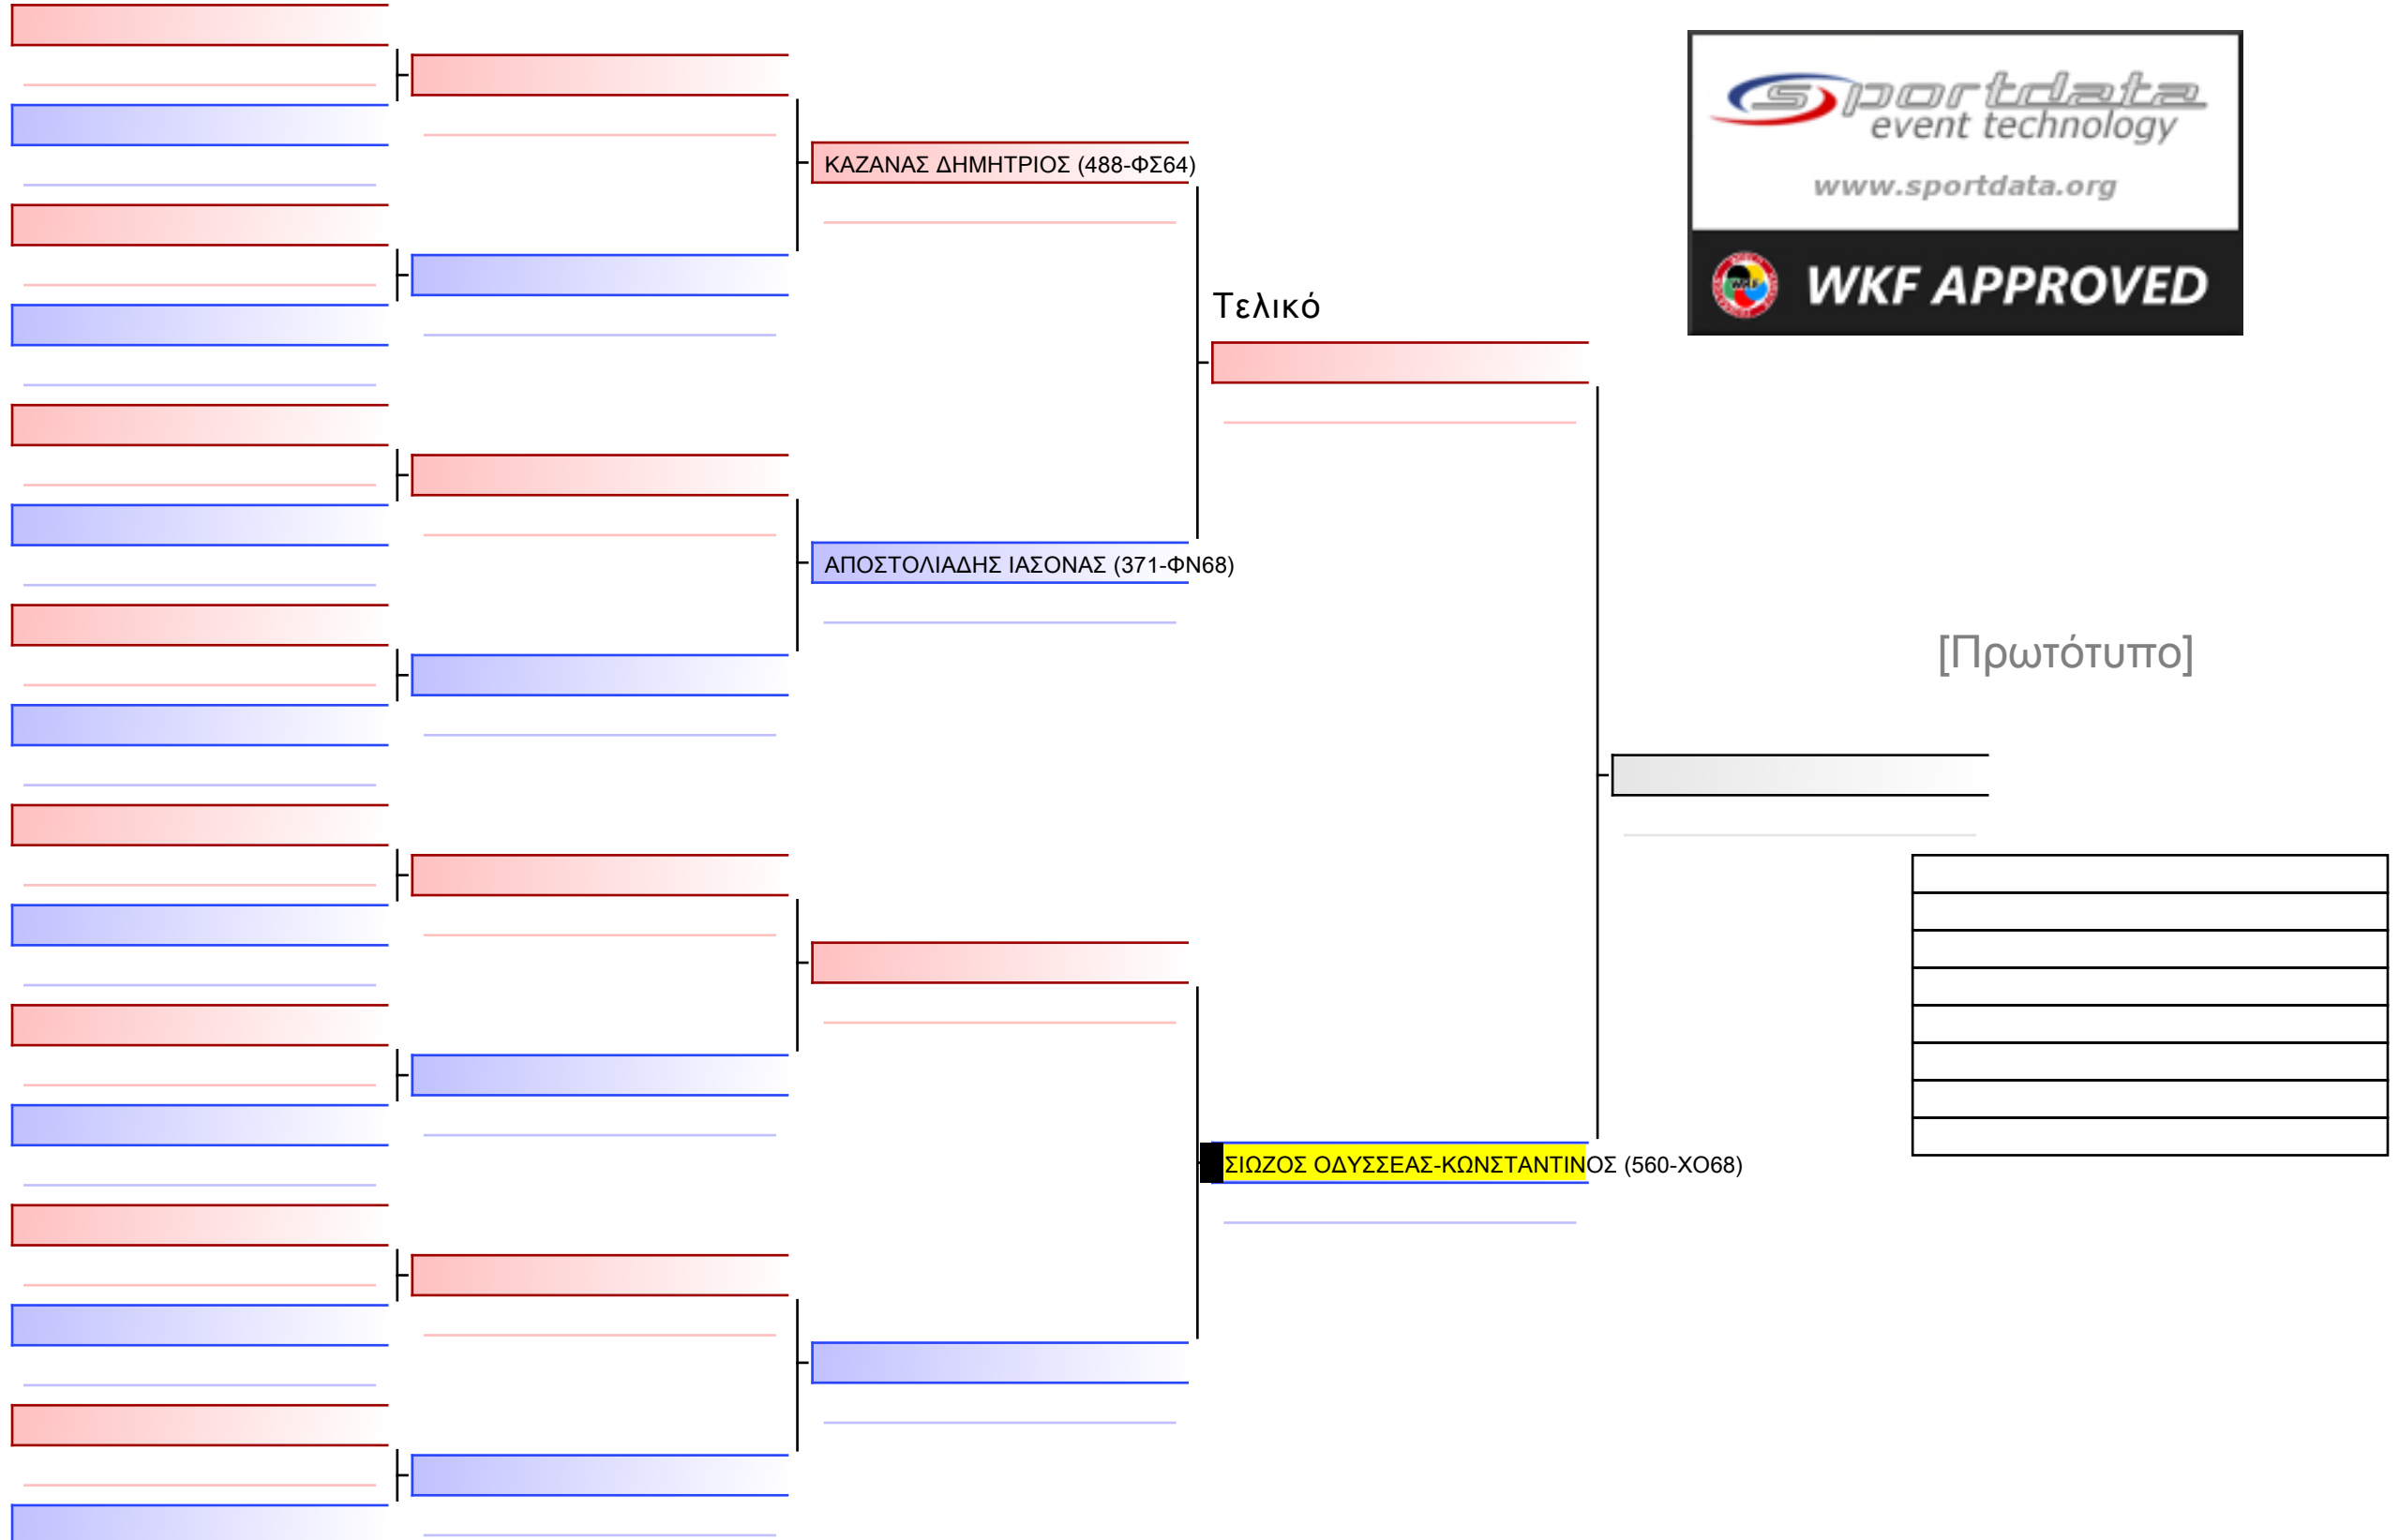 sportdata
event technology
www.sportdata.org
WKF APPROVED
ΚΑΖΑΝΑΣ ΔΗΜΗΤΡΙΟΣ (488-ΦΣ64)
Τελικό
ΑΠΟΣΤΟΛΙΑΔΗΣ ΙΑΣΟΝΑΣ (371-ΦΝ68)
[Πρωτότυπο]
ΣΙΩΖΟΣ ΟΔΥΣΣΕΑΣ-ΚΩΝΣΤΑΝΤΙΝΟΣ (560-ΧΟ68)